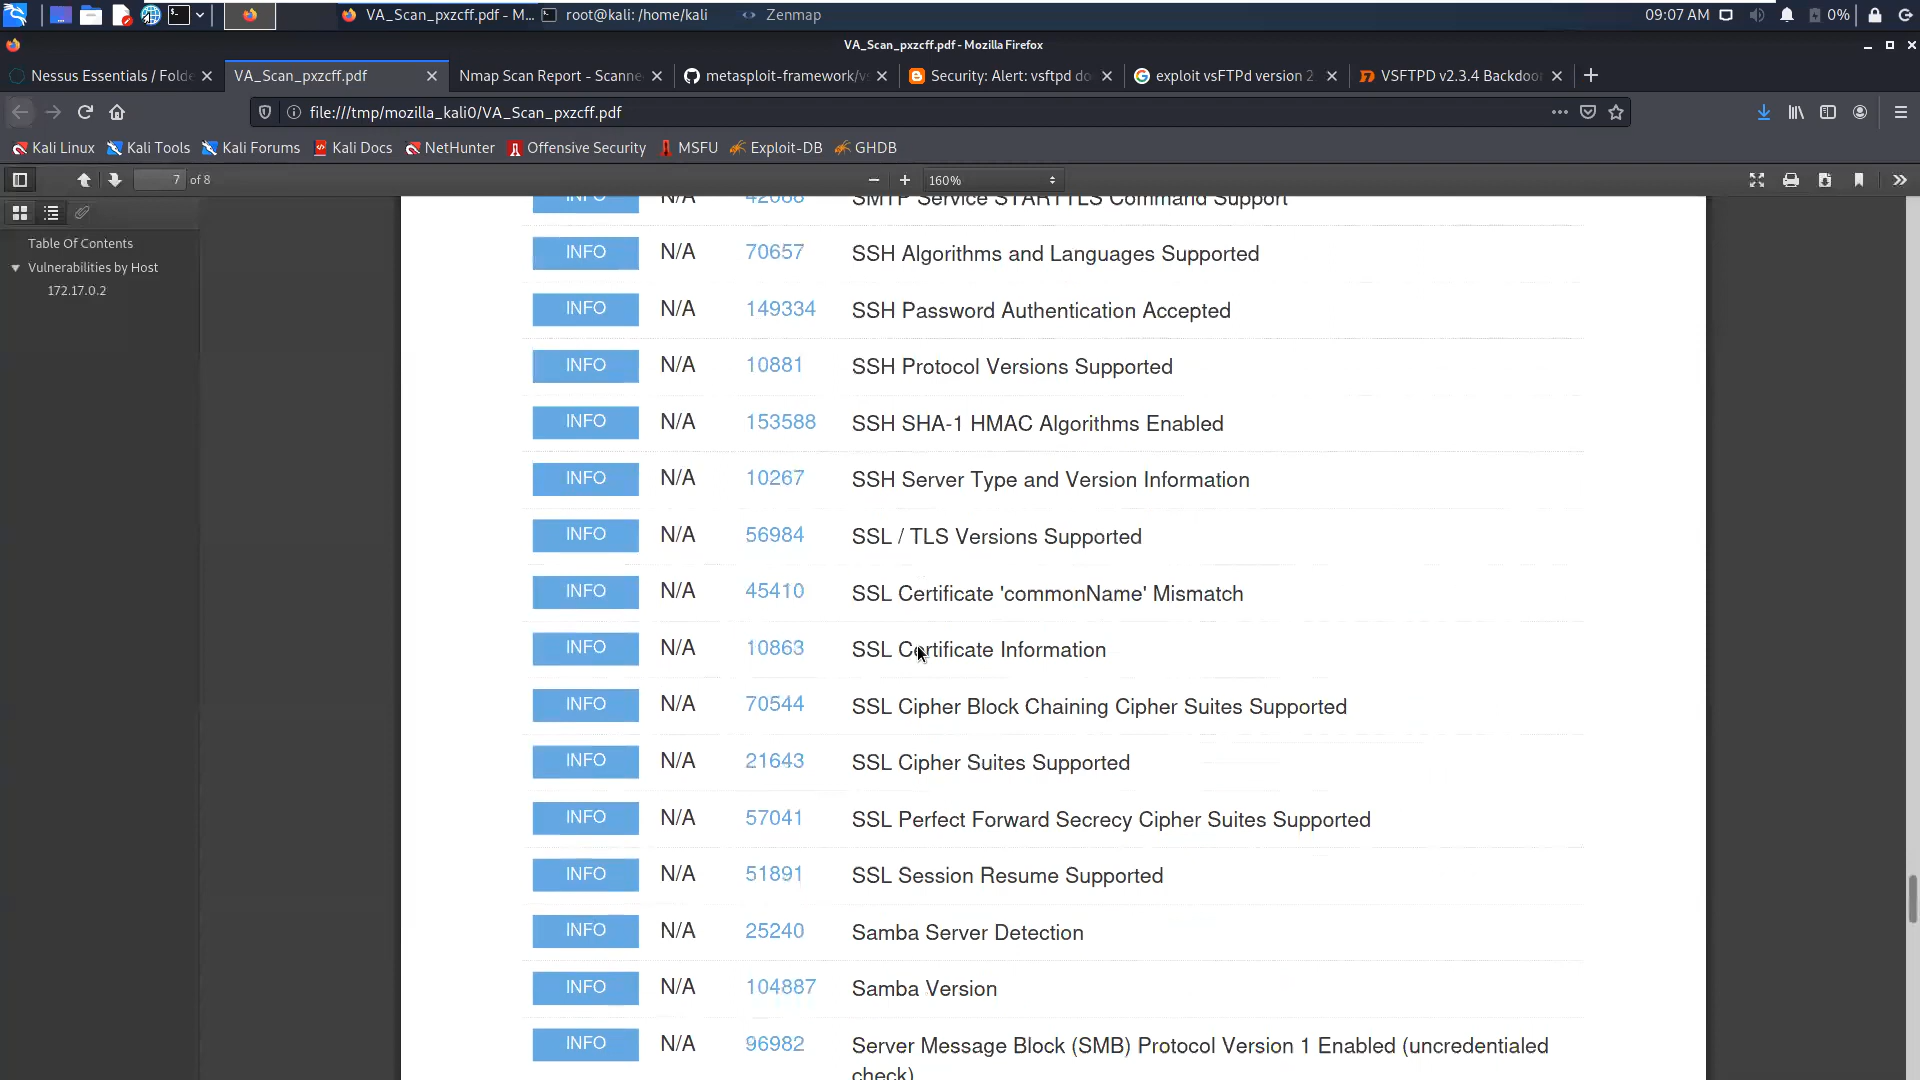 VA_Scan_pxzcff.pdf - M...
root@kali: /home/kali
Zenmap
09:07 AM
0%
VA_Scan_pxzcff.pdf - Mozilla Firefox
Nessus Essentials / Folde
VA_Scan_pxzcff.pdf
Nmap Scan Report - Scanne
metasploit-framework/v
Security: Alert: vsftpd do
exploit vsFTPd version 2
VSFTPD v2.3.4 Backdoo
file:///tmp/mozilla_kali0/VA_Scan_pxzcff.pdf
Kali Linux Kali Tools Kali Forums Kali Docs NetHunter Offensive Security MSFU Exploit-DB GHDB
7 of 8
160%
Table Of Contents
Vulnerabilities by Host
172.17.0.2
INFO N/A 42088 SMTP Service STARTTLS Command Support
INFO N/A 70657 SSH Algorithms and Languages Supported
INFO N/A 149334 SSH Password Authentication Accepted
INFO N/A 10881 SSH Protocol Versions Supported
INFO N/A 153588 SSH SHA-1 HMAC Algorithms Enabled
INFO N/A 10267 SSH Server Type and Version Information
INFO N/A 56984 SSL / TLS Versions Supported
INFO N/A 45410 SSL Certificate 'commonName' Mismatch
INFO N/A 10863 SSL Certificate Information
INFO N/A 70544 SSL Cipher Block Chaining Cipher Suites Supported
INFO N/A 21643 SSL Cipher Suites Supported
INFO N/A 57041 SSL Perfect Forward Secrecy Cipher Suites Supported
INFO N/A 51891 SSL Session Resume Supported
INFO N/A 25240 Samba Server Detection
INFO N/A 104887 Samba Version
INFO N/A 96982 Server Message Block (SMB) Protocol Version 1 Enabled (uncredentialed
check)